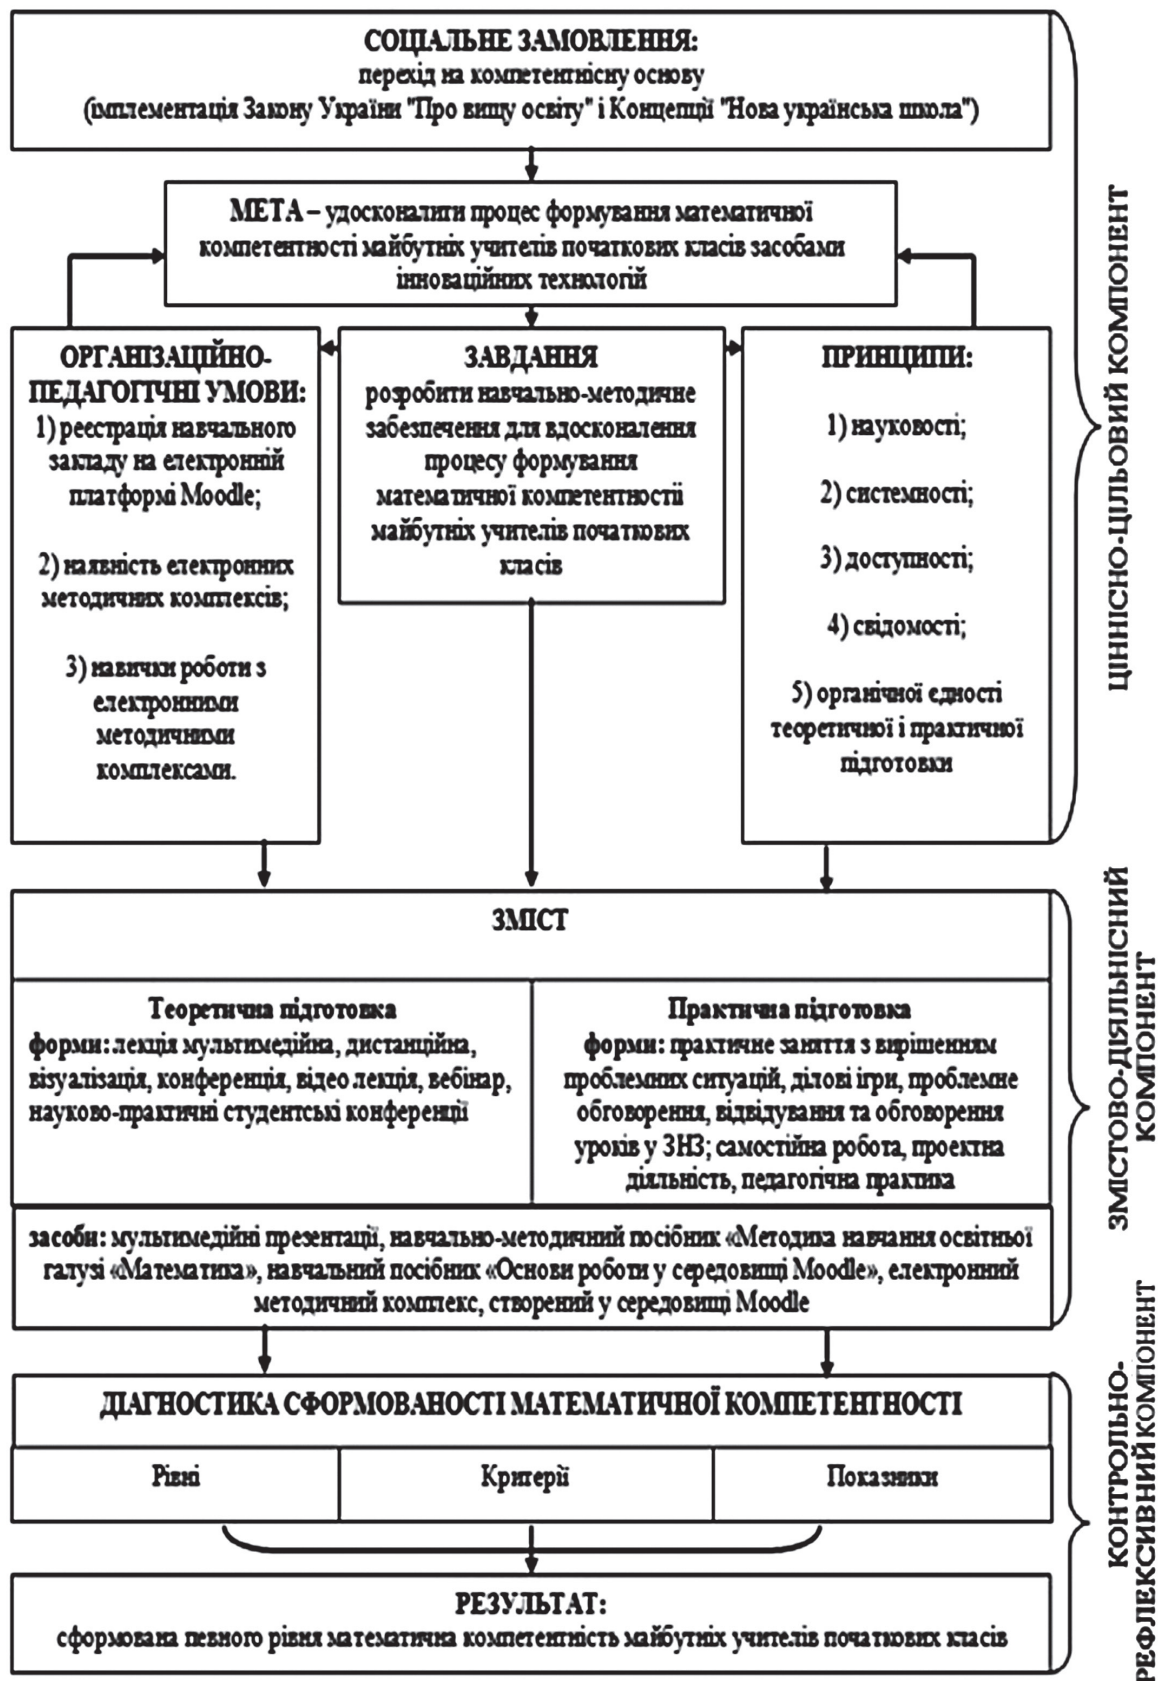 СОЦІАЛЬНЕ ЗАМОВЛЕННЯ:
перехід на компетентнісну основу
(імплементація Закону України "Про вищу освіту" і Концепції "Нова українська школа")
МЕТА – удосконалити процес формування математичної
компетентності майбутніх учителів початкових класів засобами
інноваційних технологій
ОРГАНІЗАЦІЙНО-
ПЕДАГОГІЧНІ УМОВИ:
1) реєстрація навчального
закладу на електронній
платформі Moodle;
2) наявність електронних
методичних комплексів;
3) навички роботи з
електронними
методичними
комплексами.
ЗАВДАННЯ
розробити навчально-методичне
забезпечення для вдосконалення
процесу формування
математичної компетентності
майбутніх учителів початкових
класів
ПРИНЦИПИ:
1) науковості;
2) системності;
3) доступності;
4) свідомості;
5) органічної єдності
теоретичної і практичної
підготовки
ЦІННІСНО-ЦІЛЬОВИЙ КОМПОНЕНТ
ЗМІСТ
Теоретична підготовка
форми: лекція мультимедійна, дистанційна,
візуалізація, конференція, відео лекція, вебінар,
науково-практичні студентські конференції
Практична підготовка
форми: практичне заняття з вирішенням
проблемних ситуацій, ділові ігри, проблемне
обговорення, відвідування та обговорення
уроків у ЗНЗ; самостійна робота, проектна
діяльність, педагогічна практика
засоби: мультимедійні презентації, навчально-методичний посібник «Методика навчання освітньої
галузі «Математика», навчальний посібник «Основи роботи у середовищі Moodle», електронний
методичний комплекс, створений у середовищі Moodle
ЗМІСТОВО-ДІЯЛЬНІСНИЙ
КОМПОНЕНТ
ДІАГНОСТИКА СФОРМОВАНОСТІ МАТЕМАТИЧНОЇ КОМПЕТЕНТНОСТІ
Рівні
Критерії
Показники
РЕЗУЛЬТАТ:
сформована певного рівня математична компетентність майбутніх учителів початкових класів
КОНТРОЛЬНО-
РЕФЛЕКСИВНИЙ КОМПОНЕНТ